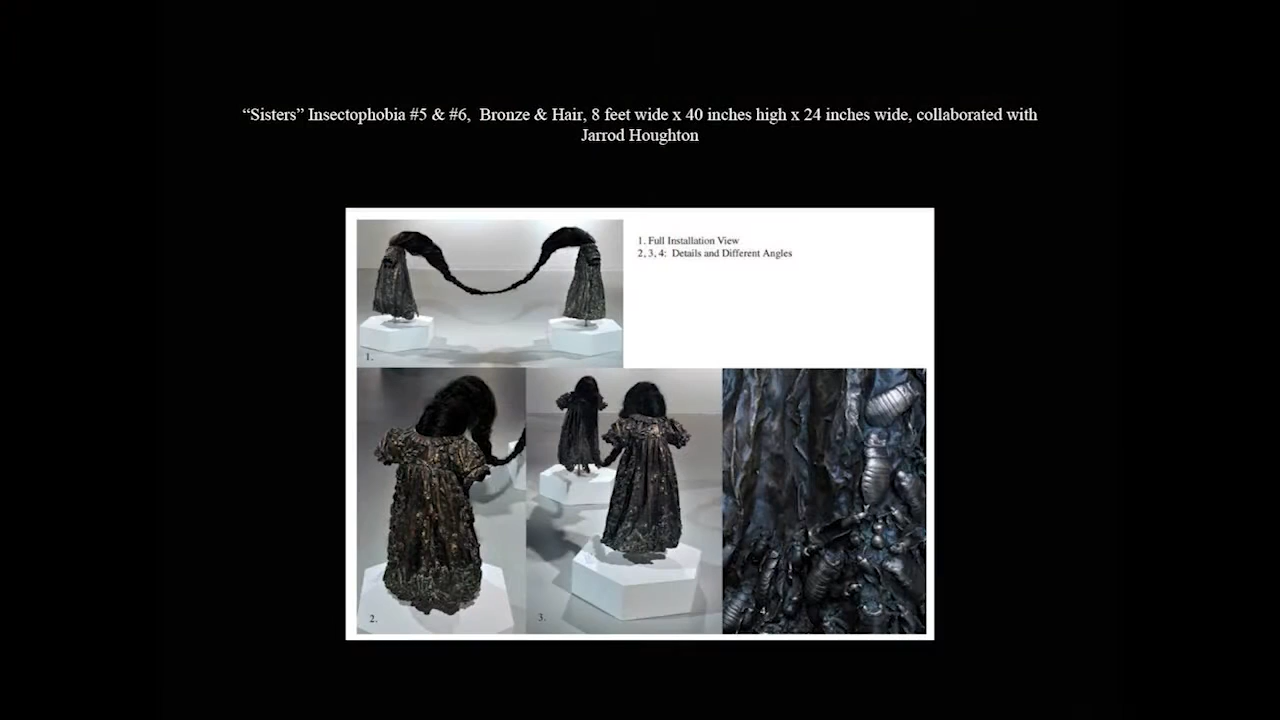 “Sisters” Insectophobia #5 & #6,  Bronze & Hair, 8 feet wide x 40 inches high x 24 inches wide, collaborated with
Jarrod Houghton
1. Full Installation View
2, 3, 4:  Details and Different Angles
1.
2.
3.
4.